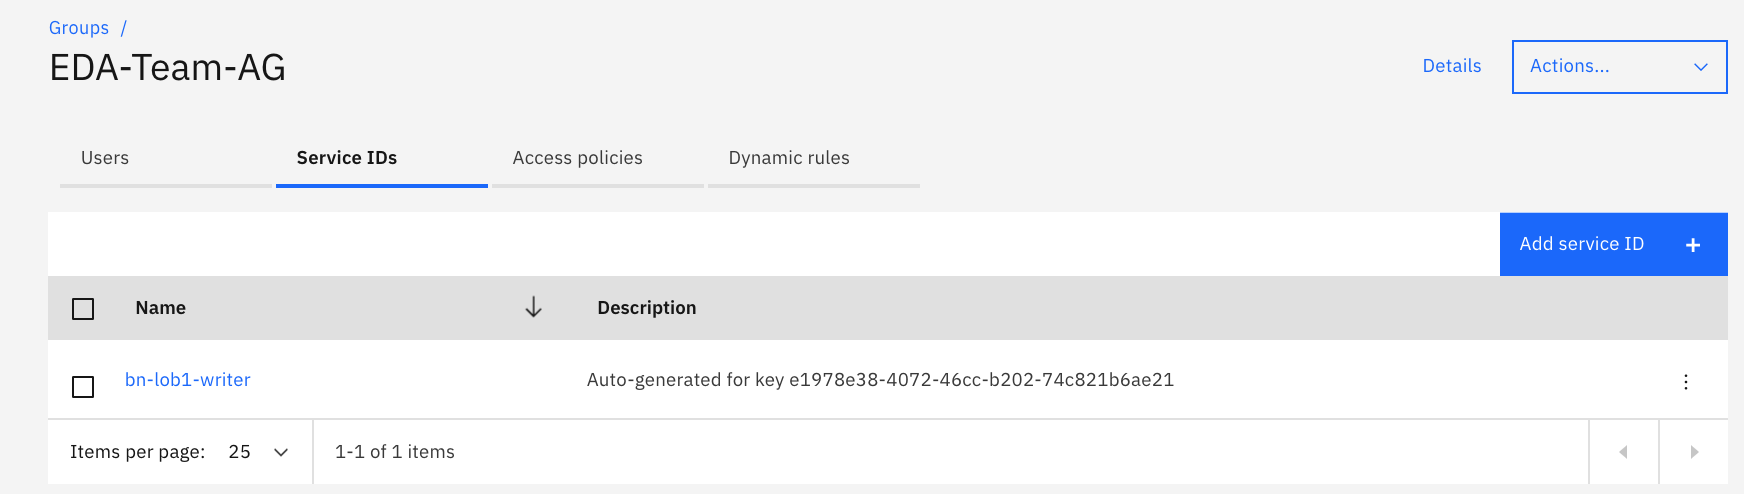 Groups /
EDA-Team-AG
Details
Actions...
Users
Service IDs
Access policies
Dynamic rules
Add service ID +
Name
Description
bn-lob1-writer
Auto-generated for key e1978e38-4072-46cc-b202-74c821b6ae21
Items per page: 25
1-1 of 1 items